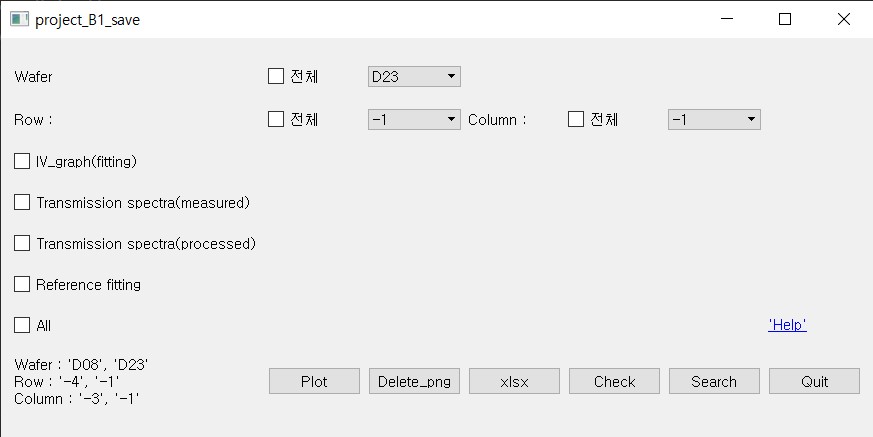 project_B1_save
Wafer 전체 D23
Row : 전체 -1 Column : 전체 -1
IV_graph(fitting)
Transmission spectra(measured)
Transmission spectra(processed)
Reference fitting
All 'Help'
Wafer : 'D08', 'D23'
Row : '-4', '-1'
Column : '-3', '-1'
Plot Delete_png xlsx Check Search Quit